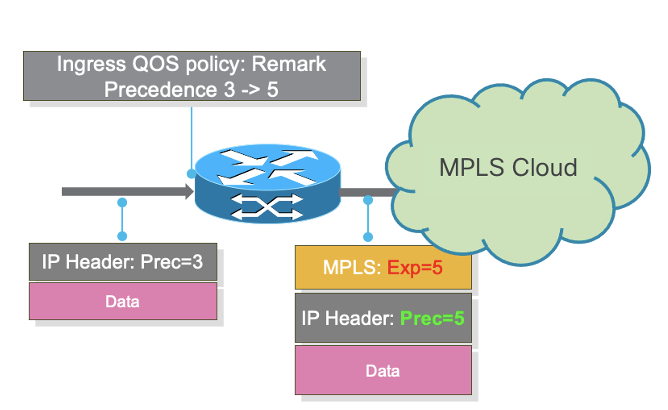 Ingress QOS policy: Remark
Precedence 3 -> 5
MPLS Cloud
IP Header: Prec=3
Data
MPLS: Exp=5
IP Header: Prec=5
Data